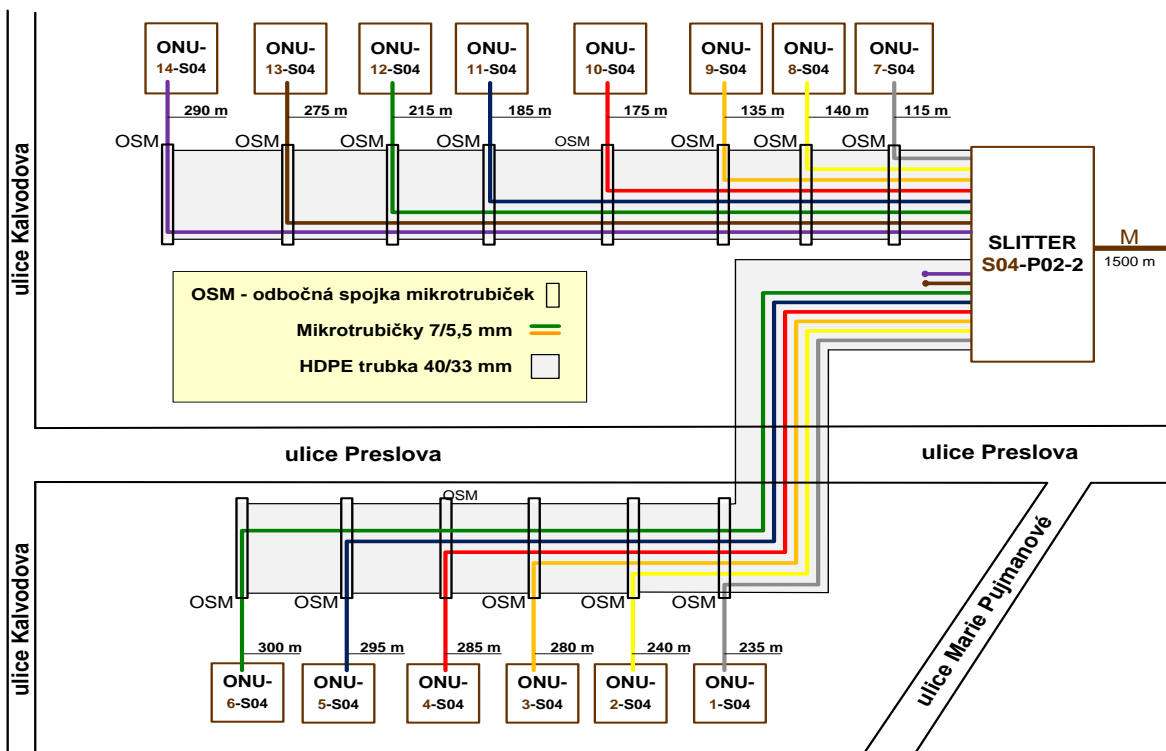 ONU-
14-S04
ONU-
13-S04
ONU-
12-S04
ONU-
11-S04
ONU-
10-S04
ONU-
9-S04
ONU-
8-S04
ONU-
7-S04
290 m
275 m
215 m
185 m
175 m
135 m
140 m
115 m
OSM
OSM
OSM
OSM
OSM
OSM
OSM
OSM
ulice Kalvodova
SLITTER
S04-P02-2
M
1500 m
OSM - odbočná spojka mikrotrubiček
Mikrotrubičky 7/5,5 mm
HDPE trubka 40/33 mm
ulice Preslova
ulice Preslova
OSM
ulice Kalvodova
ulice Marie Pujmanové
OSM
OSM
OSM
OSM
OSM
300 m
295 m
285 m
280 m
240 m
235 m
ONU-
6-S04
ONU-
5-S04
ONU-
4-S04
ONU-
3-S04
ONU-
2-S04
ONU-
1-S04